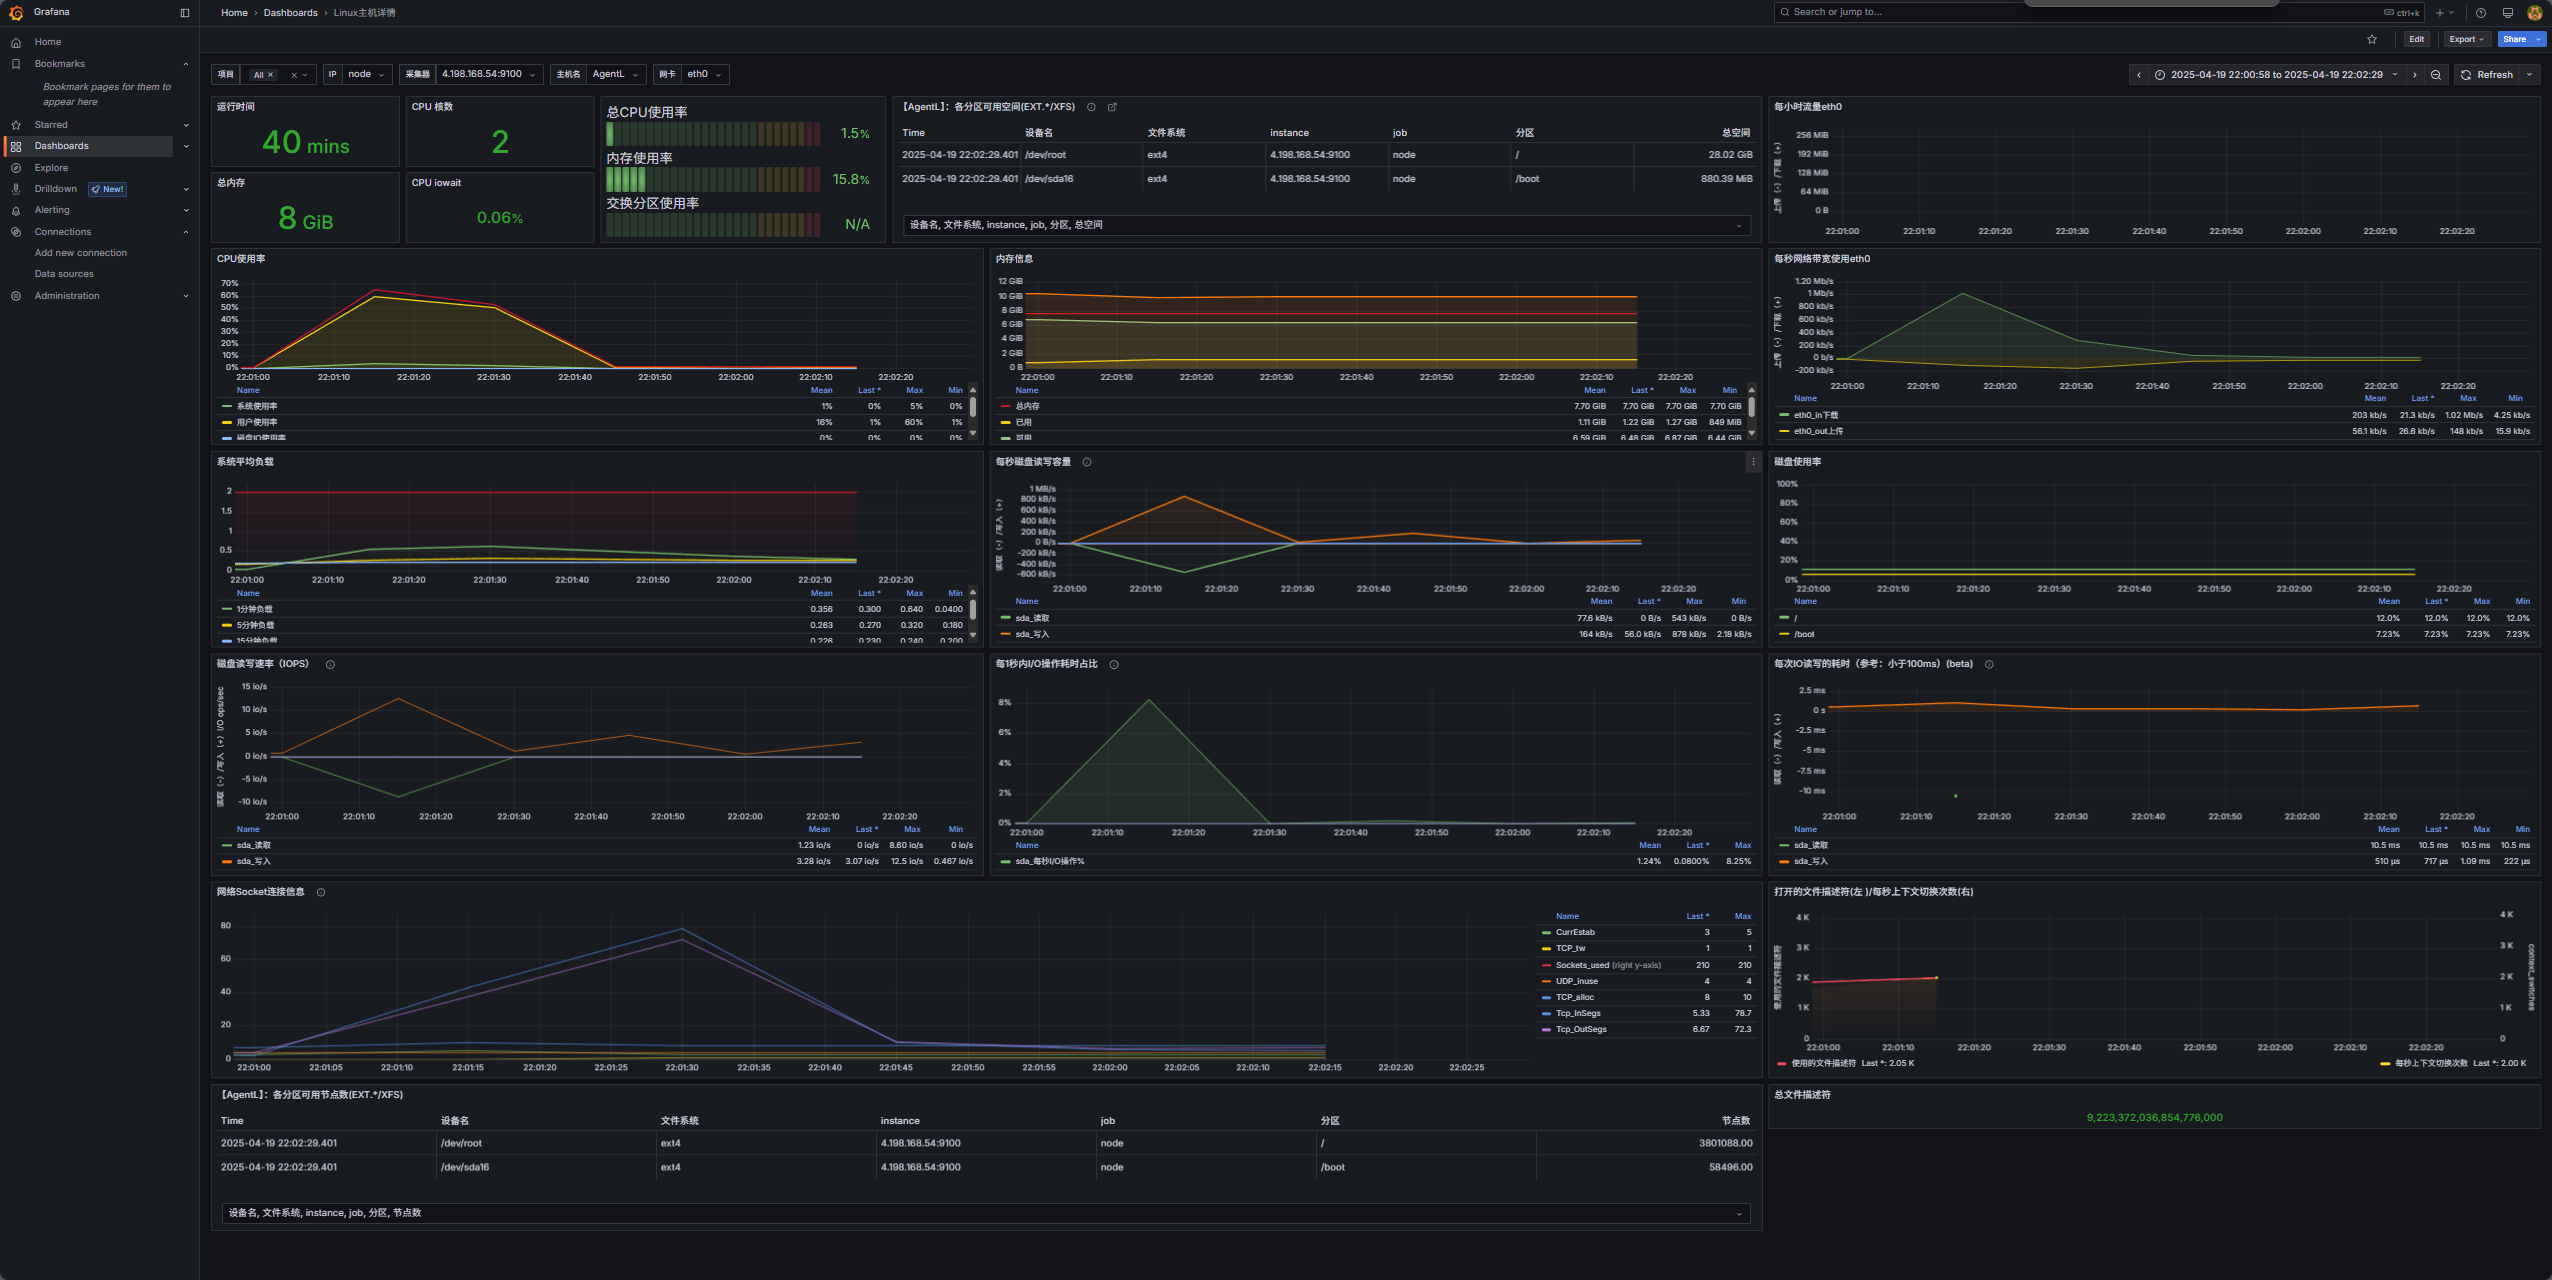 Grafana
Home › Dashboards › Linux主机详情
Search or jump to...
ctrl+k
Home
Bookmarks
Bookmark pages for them to
appear here
Starred
Dashboards
Explore
Drilldown New!
Alerting
Connections
Add new connection
Data sources
Administration
Edit Export Share
项目 All × IP node 采集器 4.198.168.54:9100 主机名 AgentL 网卡 eth0
2025-04-19 22:00:58 to 2025-04-19 22:02:29 Refresh
运行时间
40 mins
CPU 核数
2
总内存
8 GiB
CPU iowait
0.06%
总CPU使用率
1.5%
内存使用率
15.8%
交换分区使用率
N/A
【AgentL】：各分区可用空间(EXT.*/XFS)
Time 设备名 文件系统 instance job 分区 总空间
2025-04-19 22:02:29.401 /dev/root ext4 4.198.168.54:9100 node / 28.02 GiB
2025-04-19 22:02:29.401 /dev/sda16 ext4 4.198.168.54:9100 node /boot 880.39 MiB
设备名, 文件系统, instance, job, 分区, 总空间
每小时流量eth0
上传（-）/下载（+）
256 MiB
192 MiB
128 MiB
64 MiB
0 B
22:01:00 22:01:10 22:01:20 22:01:30 22:01:40 22:01:50 22:02:00 22:02:10 22:02:20
CPU使用率
70%
60%
50%
40%
30%
20%
10%
0%
22:01:00 22:01:10 22:01:20 22:01:30 22:01:40 22:01:50 22:02:00 22:02:10 22:02:20
Name Mean Last * Max Min
系统使用率 1% 0% 5% 0%
用户使用率 16% 1% 60% 1%
磁盘IO使用率 0% 0% 0% 0%
内存信息
12 GiB
10 GiB
8 GiB
6 GiB
4 GiB
2 GiB
0 B
22:01:00 22:01:10 22:01:20 22:01:30 22:01:40 22:01:50 22:02:00 22:02:10 22:02:20
Name Mean Last * Max Min
总内存 7.70 GiB 7.70 GiB 7.70 GiB 7.70 GiB
已用 1.11 GiB 1.22 GiB 1.27 GiB 849 MiB
可用 6.59 GiB 6.48 GiB 6.87 GiB 6.44 GiB
每秒网络带宽使用eth0
上传（-）/下载（+）
1.20 Mb/s
1 Mb/s
800 kb/s
600 kb/s
400 kb/s
200 kb/s
0 b/s
-200 kb/s
22:01:00 22:01:10 22:01:20 22:01:30 22:01:40 22:01:50 22:02:00 22:02:10 22:02:20
Name Mean Last * Max Min
eth0_in下载 203 kb/s 21.3 kb/s 1.02 Mb/s 4.25 kb/s
eth0_out上传 56.1 kb/s 26.6 kb/s 148 kb/s 15.9 kb/s
系统平均负载
2
1.5
1
0.5
0
22:01:00 22:01:10 22:01:20 22:01:30 22:01:40 22:01:50 22:02:00 22:02:10 22:02:20
Name Mean Last * Max Min
1分钟负载 0.356 0.300 0.640 0.0400
5分钟负载 0.263 0.270 0.320 0.180
15分钟负载 0.226 0.230 0.240 0.200
每秒磁盘读写容量
读取（-）/写入（+）
1 MB/s
800 kB/s
600 kB/s
400 kB/s
200 kB/s
0 B/s
-200 kB/s
-400 kB/s
-600 kB/s
22:01:00 22:01:10 22:01:20 22:01:30 22:01:40 22:01:50 22:02:00 22:02:10 22:02:20
Name Mean Last * Max Min
sda_读取 77.6 kB/s 0 B/s 543 kB/s 0 B/s
sda_写入 164 kB/s 56.0 kB/s 878 kB/s 2.18 kB/s
磁盘使用率
100%
80%
60%
40%
20%
0%
22:01:00 22:01:10 22:01:20 22:01:30 22:01:40 22:01:50 22:02:00 22:02:10 22:02:20
Name Mean Last * Max Min
/ 12.0% 12.0% 12.0% 12.0%
/boot 7.23% 7.23% 7.23% 7.23%
磁盘读写速率（IOPS）
读取（-）/写入（+）I/O ops/sec
15 io/s
10 io/s
5 io/s
0 io/s
-5 io/s
-10 io/s
22:01:00 22:01:10 22:01:20 22:01:30 22:01:40 22:01:50 22:02:00 22:02:10 22:02:20
Name Mean Last * Max Min
sda_读取 1.23 io/s 0 io/s 8.60 io/s 0 io/s
sda_写入 3.28 io/s 3.07 io/s 12.5 io/s 0.467 io/s
每1秒内I/O操作耗时占比
8%
6%
4%
2%
0%
22:01:00 22:01:10 22:01:20 22:01:30 22:01:40 22:01:50 22:02:00 22:02:10 22:02:20
Name Mean Last * Max
sda_每秒I/O操作% 1.24% 0.0800% 8.25%
每次IO读写的耗时（参考：小于100ms）(beta)
读取（-）/写入（+）
2.5 ms
0 s
-2.5 ms
-5 ms
-7.5 ms
-10 ms
22:01:00 22:01:10 22:01:20 22:01:30 22:01:40 22:01:50 22:02:00 22:02:10 22:02:20
Name Mean Last * Max Min
sda_读取 10.5 ms 10.5 ms 10.5 ms 10.5 ms
sda_写入 510 µs 717 µs 1.09 ms 222 µs
网络Socket连接信息
80
60
40
20
0
22:01:00 22:01:05 22:01:10 22:01:15 22:01:20 22:01:25 22:01:30 22:01:35 22:01:40 22:01:45 22:01:50 22:01:55 22:02:00 22:02:05 22:02:10 22:02:15 22:02:20 22:02:25
Name Last * Max
CurrEstab 3 5
TCP_tw 1 1
Sockets_used (right y-axis) 210 210
UDP_inuse 4 4
TCP_alloc 8 10
Tcp_InSegs 5.33 78.7
Tcp_OutSegs 6.67 72.3
打开的文件描述符(左 )/每秒上下文切换次数(右)
使用的文件描述符
4 K
3 K
2 K
1 K
0
4 K
3 K
2 K
1 K
0
context_switches
22:01:00 22:01:10 22:01:20 22:01:30 22:01:40 22:01:50 22:02:00 22:02:10 22:02:20
使用的文件描述符 Last *: 2.05 K
每秒上下文切换次数 Last *: 2.00 K
【AgentL】：各分区可用节点数(EXT.*/XFS)
Time 设备名 文件系统 instance job 分区 节点数
2025-04-19 22:02:29.401 /dev/root ext4 4.198.168.54:9100 node / 3801088.00
2025-04-19 22:02:29.401 /dev/sda16 ext4 4.198.168.54:9100 node /boot 58496.00
设备名, 文件系统, instance, job, 分区, 节点数
总文件描述符
9,223,372,036,854,776,000